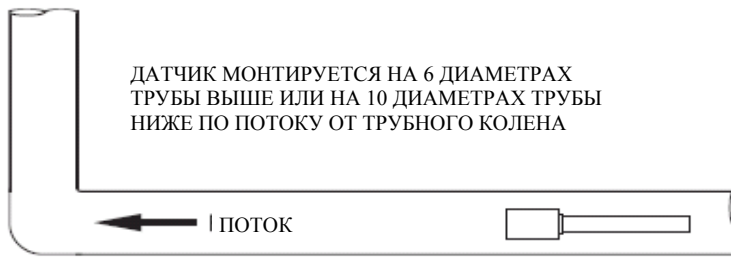 ДАТЧИК МОНТИРУЕТСЯ НА 6 ДИАМЕТРАХ
ТРУБЫ ВЫШЕ ИЛИ НА 10 ДИАМЕТРАХ ТРУБЫ
НИЖЕ ПО ПОТОКУ ОТ ТРУБНОГО КОЛЕНА
ПОТОК